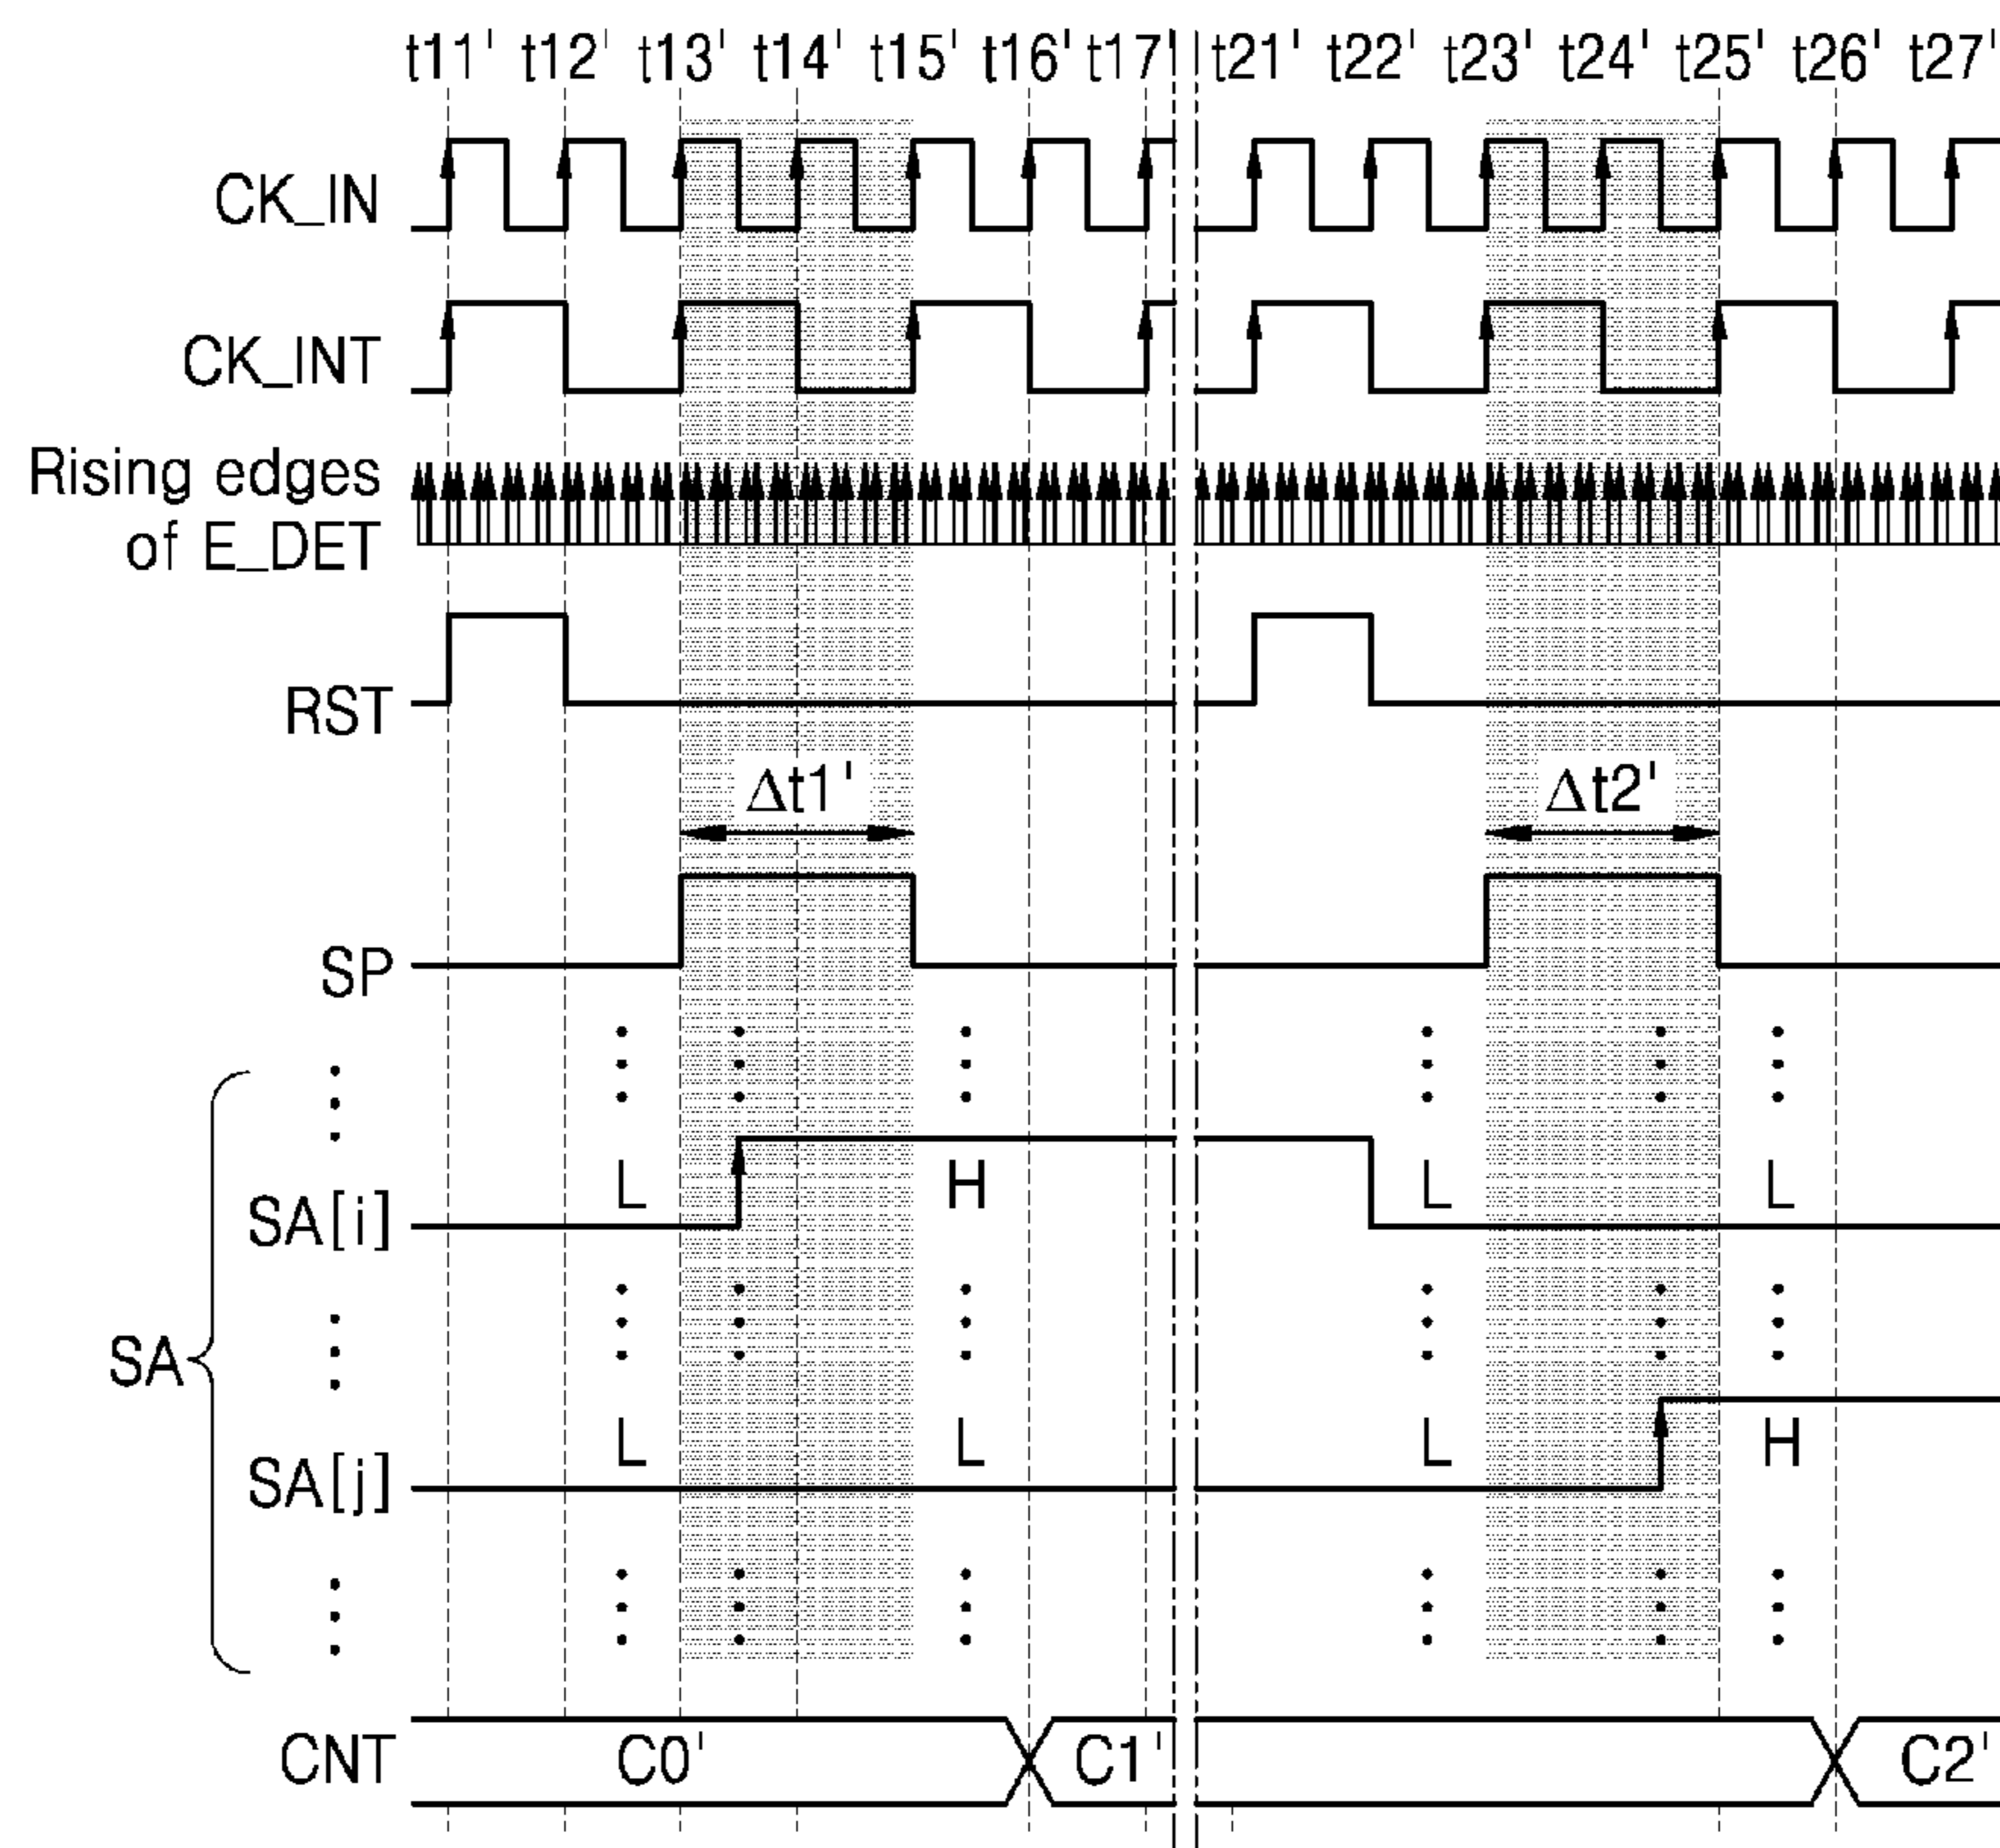 t11' t12' t13' t14' t15' t16' t17' t21' t22' t23' t24' t25' t26' t27'
CK_IN
CK_INT
Rising edges
of E_DET
RST
Δt1' Δt2'
SP
L H L L
SA[i]
SA
L L L H
SA[j]
CNT C0' C1' C2'